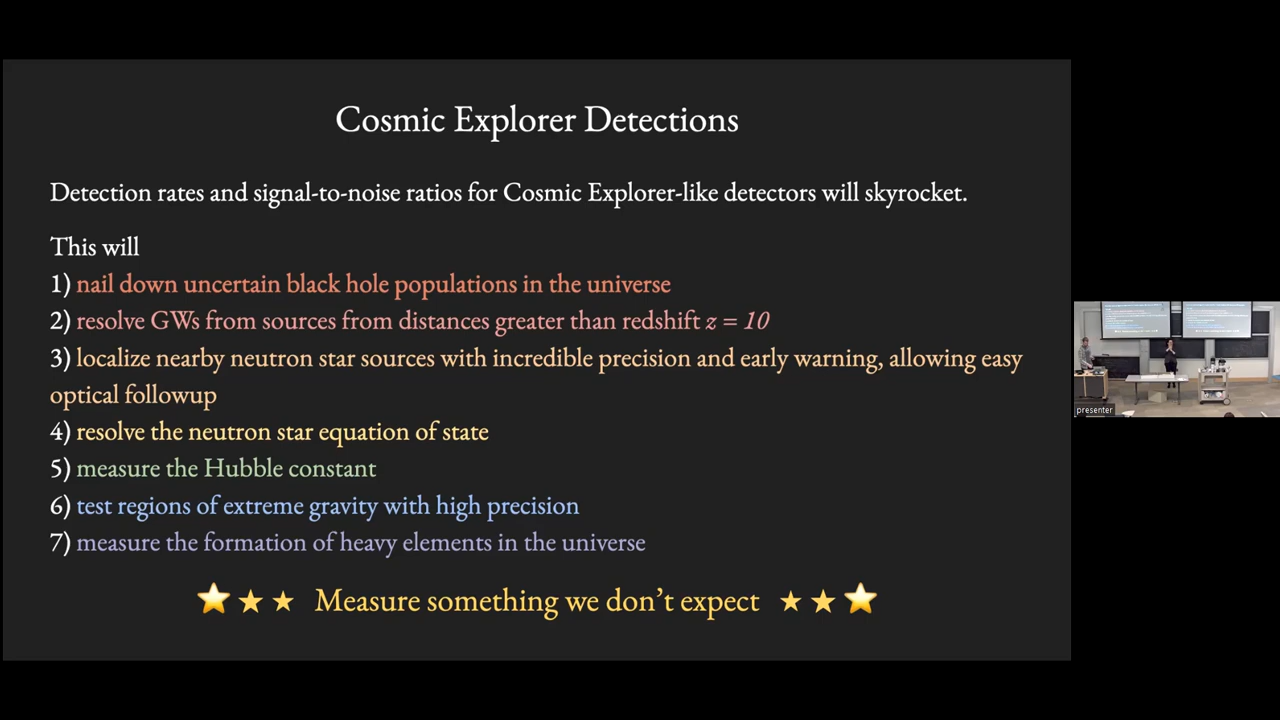 Cosmic Explorer Detections
Detection rates and signal-to-noise ratios for Cosmic Explorer-like detectors will skyrocket.
This will
1) nail down uncertain black hole populations in the universe
2) resolve GWs from sources from distances greater than redshift z = 10
3) localize nearby neutron star sources with incredible precision and early warning, allowing easy
optical followup
4) resolve the neutron star equation of state
5) measure the Hubble constant
6) test regions of extreme gravity with high precision
7) measure the formation of heavy elements in the universe
⭐ ★ ★ Measure something we don't expect ★ ★ ⭐
presenter